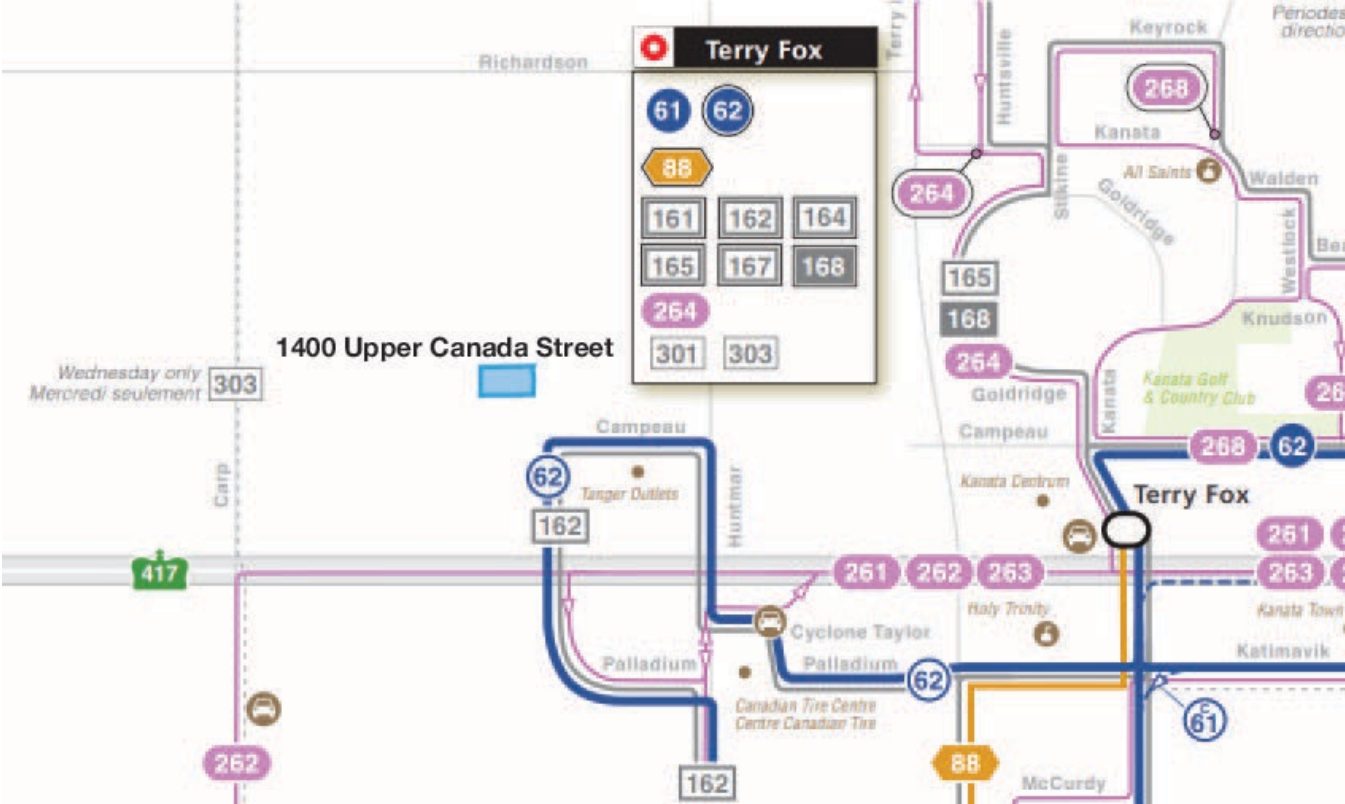 Richardson
Terry Fox
61 62
88
161 162 164
165 167 168
264
301 303
Terry
Huntsville
Keyrock
Périodes
268
Kanata
All Saints
264
Stikine
Goldridge
Walden
Westlock
165
168
264
Knudson
Goldridge
Kanata
Kanata Golf
& Country Club
Campeau
268 62
1400 Upper Canada Street
Wednesday only
Mercredi seulement
303
Carp
Campeau
62
Tanger Outlets
162
Huntmar
Kanata Centrum
Terry Fox
417
261 262 263
261
263
Holy Trinity
Kanata Town
Cyclone Taylor
Katimavik
Palladium
Palladium
62
Canadian Tire Centre
Centre Canadian Tire
C
61
262
162
88
McCurdy